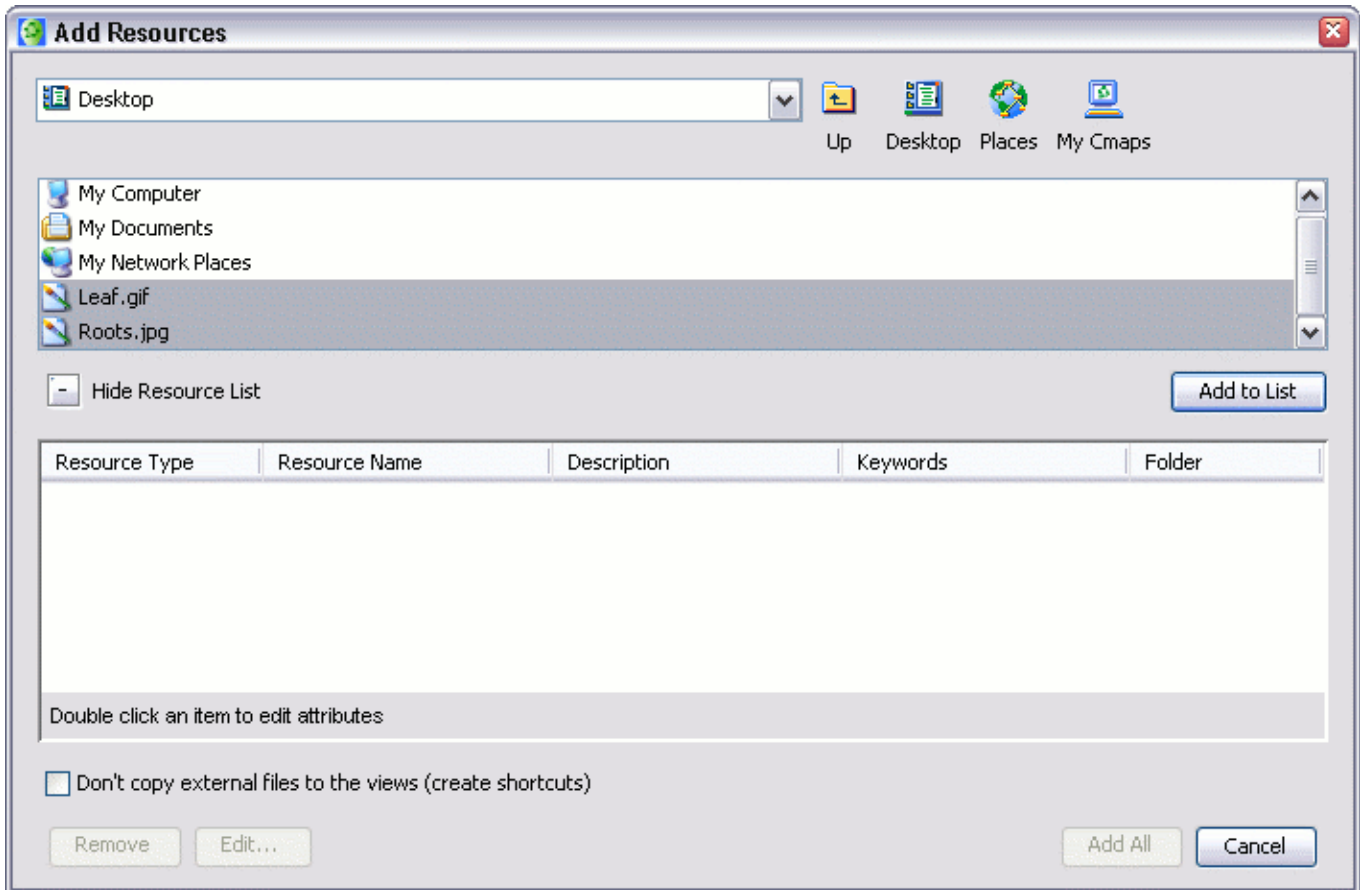 Add Resources
Desktop
Up Desktop Places My Cmaps
My Computer
My Documents
My Network Places
Leaf.gif
Roots.jpg
- Hide Resource List Add to List
Resource Type Resource Name Description Keywords Folder
Double click an item to edit attributes
Don't copy external files to the views (create shortcuts)
Remove Edit... Add All Cancel